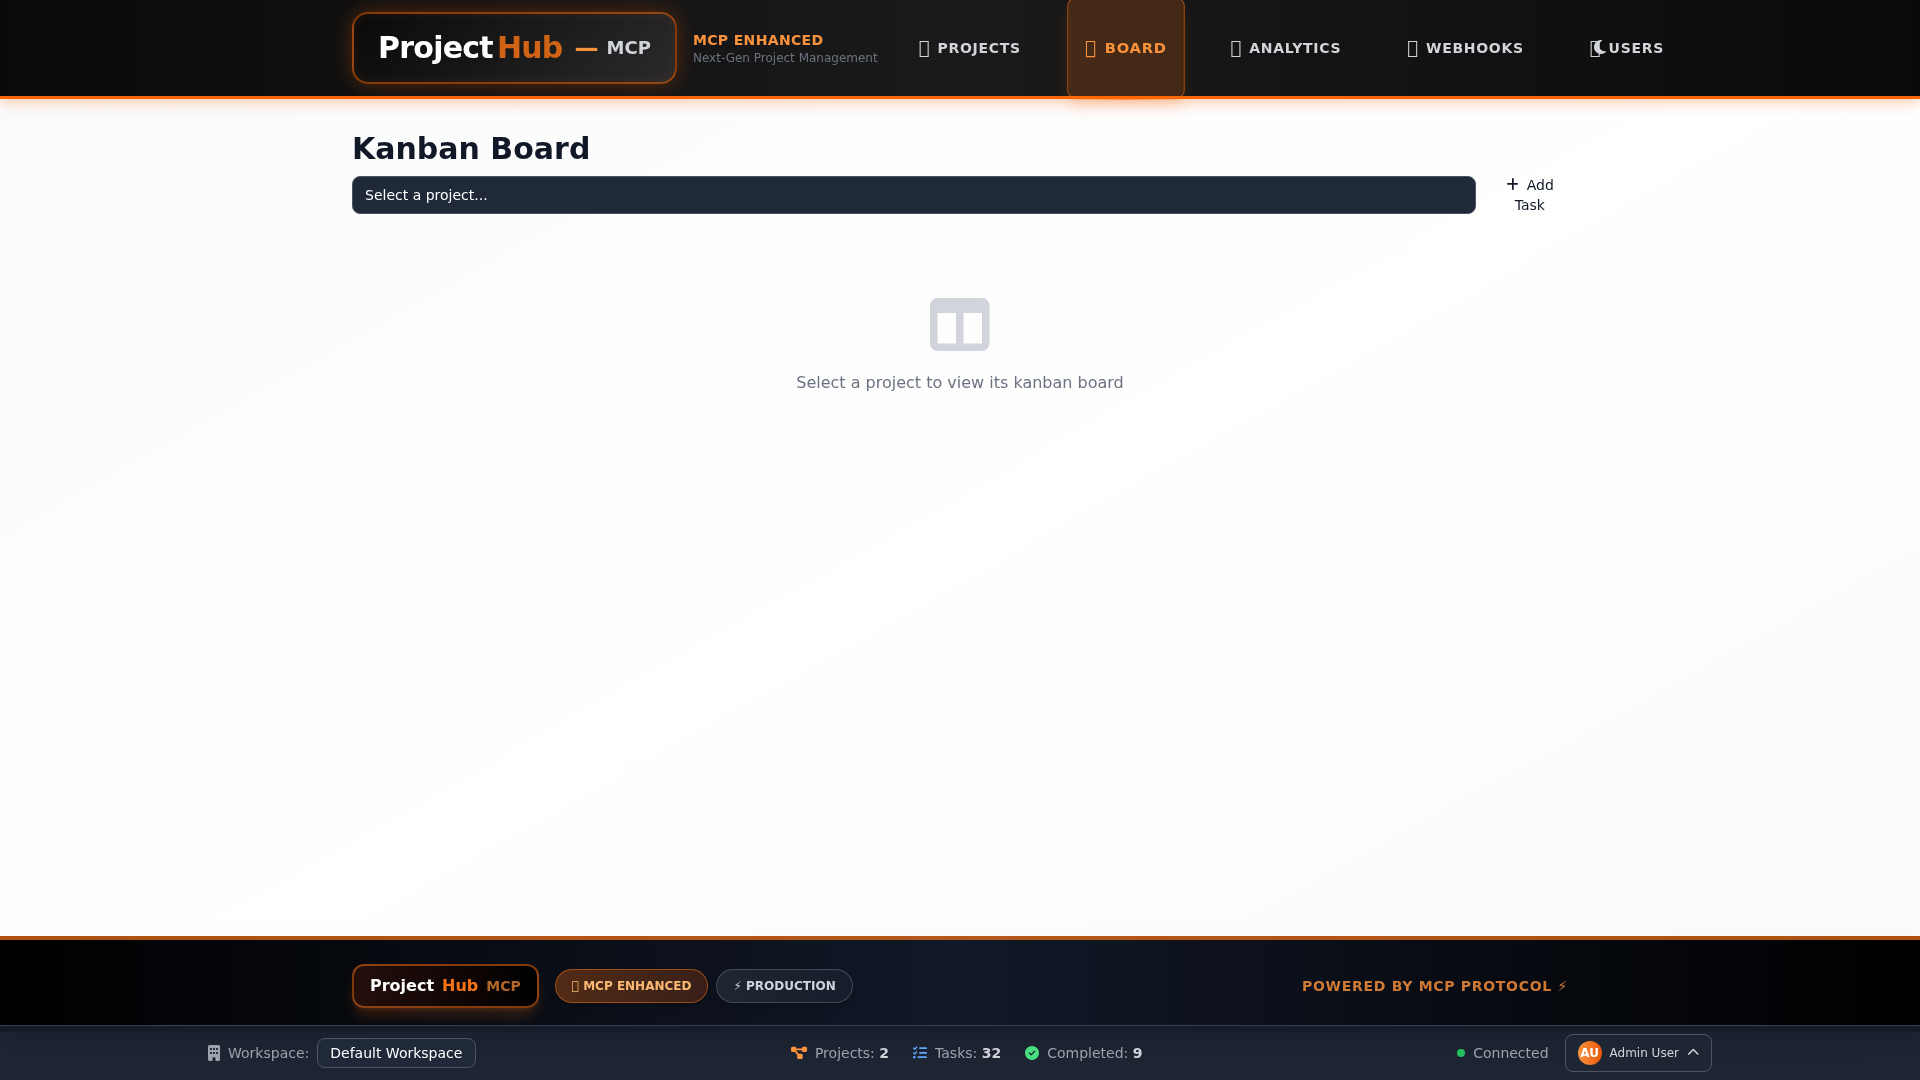 ProjectHub — MCP
MCP ENHANCED
Next-Gen Project Management
PROJECTS
BOARD
ANALYTICS
WEBHOOKS
USERS
Kanban Board
Select a project...
+ Add
Task
Select a project to view its kanban board
Project Hub MCP
MCP ENHANCED
⚡ PRODUCTION
POWERED BY MCP PROTOCOL ⚡
Workspace: Default Workspace
Projects: 2
Tasks: 32
Completed: 9
Connected
AU Admin User